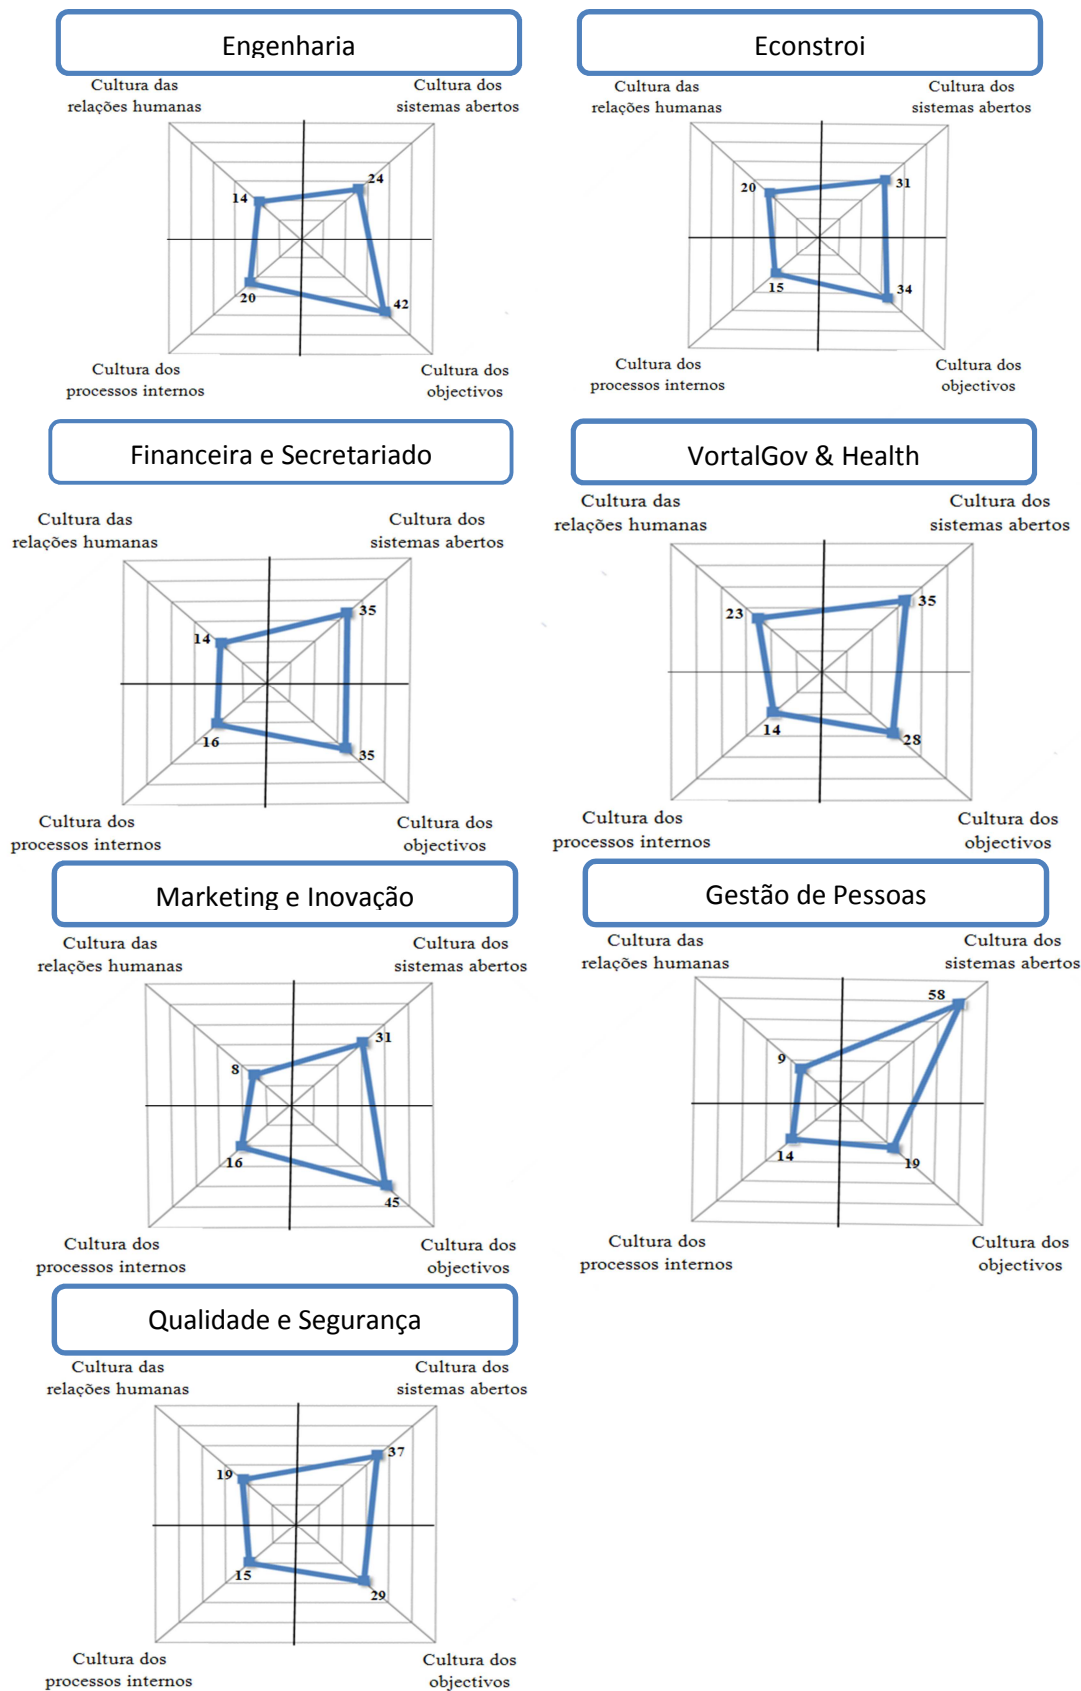 Engenharia
Cultura das
relações humanas
Cultura dos
sistemas abertos
14
24
20
42
Cultura dos
processos internos
Cultura dos
objectivos
Econstroi
Cultura das
relações humanas
Cultura dos
sistemas abertos
20
31
15
34
Cultura dos
processos internos
Cultura dos
objectivos
Financeira e Secretariado
Cultura das
relações humanas
Cultura dos
sistemas abertos
14
35
16
35
Cultura dos
processos internos
Cultura dos
objectivos
VortalGov & Health
Cultura das
relações humanas
Cultura dos
sistemas abertos
23
35
14
28
Cultura dos
processos internos
Cultura dos
objectivos
Marketing e Inovação
Cultura das
relações humanas
Cultura dos
sistemas abertos
8
31
16
45
Cultura dos
processos internos
Cultura dos
objectivos
Gestão de Pessoas
Cultura das
relações humanas
Cultura dos
sistemas abertos
9
58
14
19
Cultura dos
processos internos
Cultura dos
objectivos
Qualidade e Segurança
Cultura das
relações humanas
Cultura dos
sistemas abertos
19
37
15
29
Cultura dos
processos internos
Cultura dos
objectivos